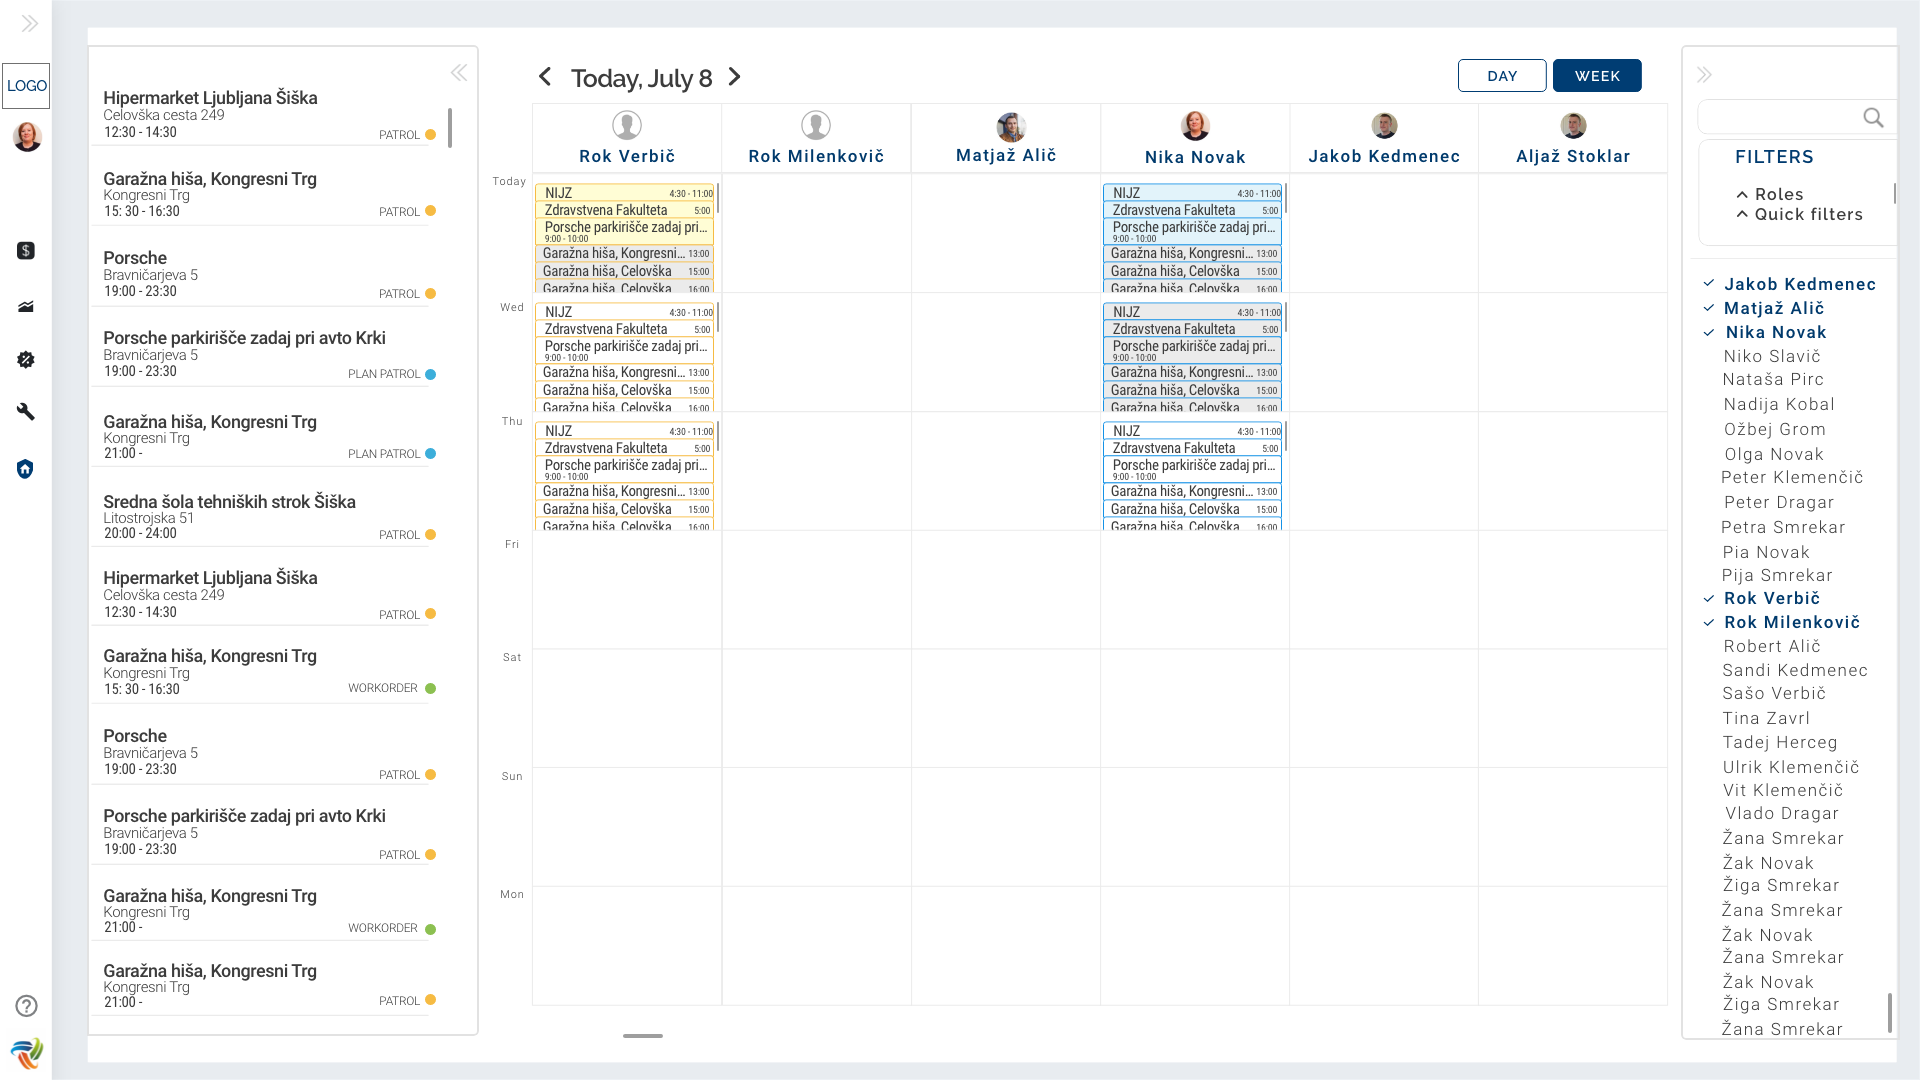 LOGO
Hipermarket Ljubljana Šiška
Celovška cesta 249
12:30 - 14:30
PATROL
Garažna hiša, Kongresni Trg
Kongresni Trg
15: 30 - 16:30
PATROL
Porsche
Bravničarjeva 5
19:00 - 23:30
PATROL
Porsche parkirišče zadaj pri avto Krki
Bravničarjeva 5
19:00 - 23:30
PLAN PATROL
Garažna hiša, Kongresni Trg
Kongresni Trg
21:00 -
PLAN PATROL
Sredna šola tehniških strok Šiška
Litostrojska 51
20:00 - 24:00
PATROL
Hipermarket Ljubljana Šiška
Celovška cesta 249
12:30 - 14:30
PATROL
Garažna hiša, Kongresni Trg
Kongresni Trg
15: 30 - 16:30
WORKORDER
Porsche
Bravničarjeva 5
19:00 - 23:30
PATROL
Porsche parkirišče zadaj pri avto Krki
Bravničarjeva 5
19:00 - 23:30
PATROL
Garažna hiša, Kongresni Trg
Kongresni Trg
21:00 -
WORKORDER
Garažna hiša, Kongresni Trg
Kongresni Trg
21:00 -
PATROL
Today, July 8
DAY
WEEK
Rok Verbič
Rok Milenkovič
Matjaž Alič
Nika Novak
Jakob Kedmenec
Aljaž Stoklar
Today
NIJZ 4:30 - 11:00
Zdravstvena Fakulteta 5:00
Porsche parkirišče zadaj pri...
9:00 - 10:00
Garažna hiša, Kongresni... 13:00
Garažna hiša, Celovška 15:00
Garažna hiša, Celovška 16:00
NIJZ 4:30 - 11:00
Zdravstvena Fakulteta 5:00
Porsche parkirišče zadaj pri...
9:00 - 10:00
Garažna hiša, Kongresni... 13:00
Garažna hiša, Celovška 15:00
Garažna hiša, Celovška 16:00
Wed
NIJZ 4:30 - 11:00
Zdravstvena Fakulteta 5:00
Porsche parkirišče zadaj pri...
9:00 - 10:00
Garažna hiša, Kongresni... 13:00
Garažna hiša, Celovška 15:00
Garažna hiša, Celovška 16:00
NIJZ 4:30 - 11:00
Zdravstvena Fakulteta 5:00
Porsche parkirišče zadaj pri...
9:00 - 10:00
Garažna hiša, Kongresni... 13:00
Garažna hiša, Celovška 15:00
Garažna hiša, Celovška 16:00
Thu
NIJZ 4:30 - 11:00
Zdravstvena Fakulteta 5:00
Porsche parkirišče zadaj pri...
9:00 - 10:00
Garažna hiša, Kongresni... 13:00
Garažna hiša, Celovška 15:00
Garažna hiša, Celovška 16:00
NIJZ 4:30 - 11:00
Zdravstvena Fakulteta 5:00
Porsche parkirišče zadaj pri...
9:00 - 10:00
Garažna hiša, Kongresni... 13:00
Garažna hiša, Celovška 15:00
Garažna hiša, Celovška 16:00
Fri
Sat
Sun
Mon
FILTERS
Roles
Quick filters
Jakob Kedmenec
Matjaž Alič
Nika Novak
Niko Slavič
Nataša Pirc
Nadija Kobal
Ožbej Grom
Olga Novak
Peter Klemenčič
Peter Dragar
Petra Smrekar
Pia Novak
Pija Smrekar
Rok Verbič
Rok Milenkovič
Robert Alič
Sandi Kedmenec
Sašo Verbič
Tina Zavrl
Tadej Herceg
Ulrik Klemenčič
Vit Klemenčič
Vlado Dragar
Žana Smrekar
Žak Novak
Žiga Smrekar
Žana Smrekar
Žak Novak
Žana Smrekar
Žak Novak
Žiga Smrekar
Žana Smrekar